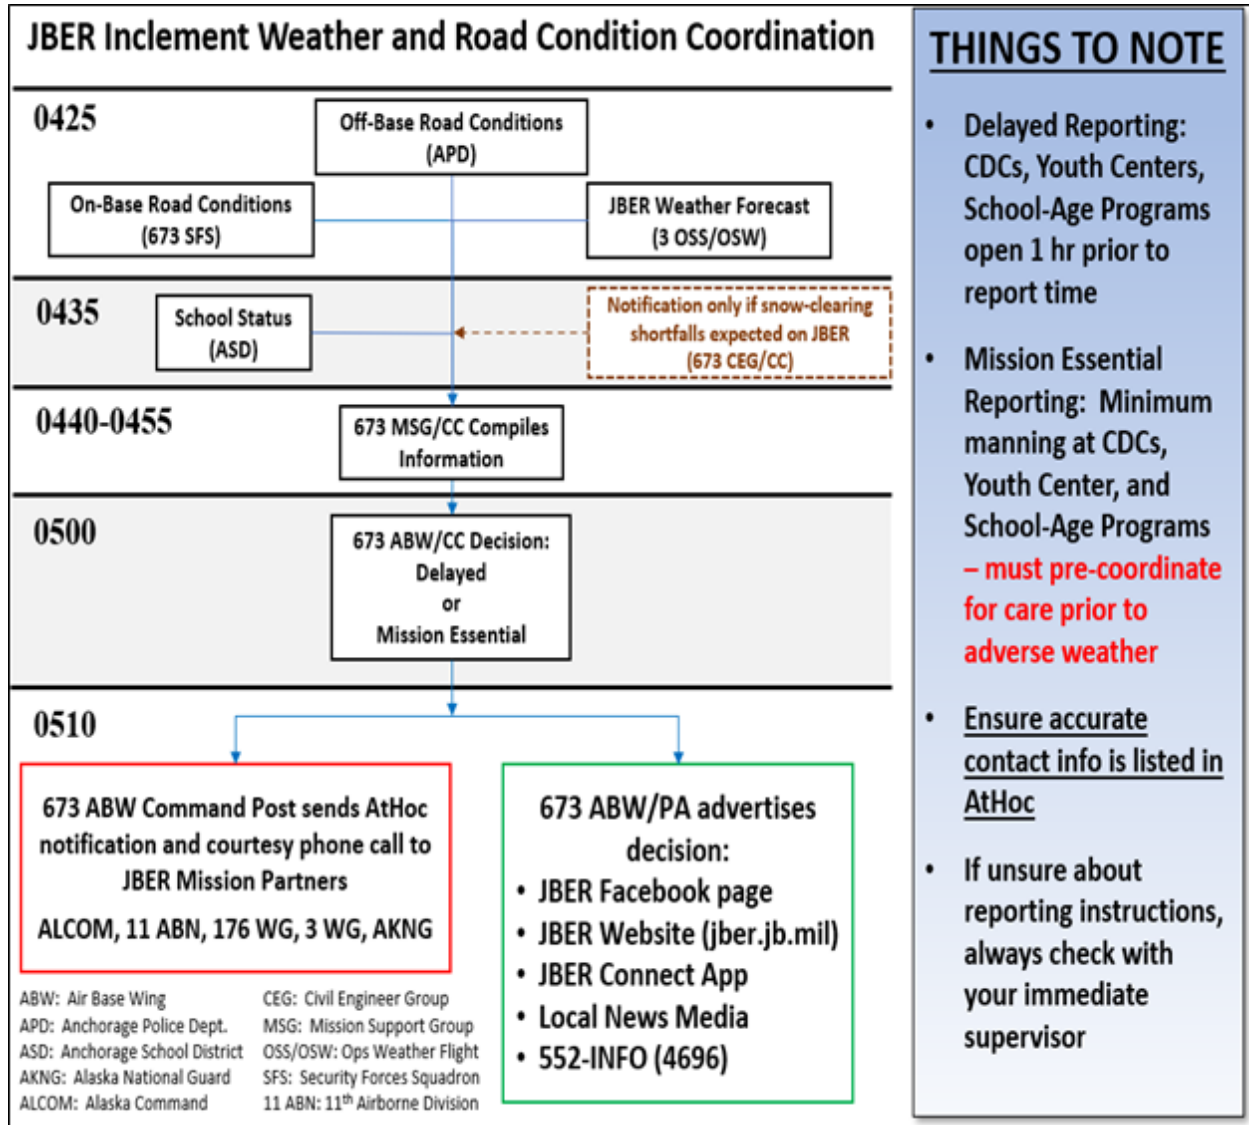 JBER Inclement Weather and Road Condition Coordination
0425
Off-Base Road Conditions
(APD)
On-Base Road Conditions
(673 SFS)
JBER Weather Forecast
(3 OSS/OSW)
0435
School Status
(ASD)
Notification only if snow-clearing
shortfalls expected on JBER
(673 CEG/CC)
0440-0455
673 MSG/CC Compiles
Information
0500
673 ABW/CC Decision:
Delayed
or
Mission Essential
0510
673 ABW Command Post sends AtHoc
notification and courtesy phone call to
JBER Mission Partners
ALCOM, 11 ABN, 176 WG, 3 WG, AKNG
673 ABW/PA advertises
decision:
• JBER Facebook page
• JBER Website (jber.jb.mil)
• JBER Connect App
• Local News Media
• 552-INFO (4696)
ABW: Air Base Wing
APD: Anchorage Police Dept.
ASD: Anchorage School District
AKNG: Alaska National Guard
ALCOM: Alaska Command
CEG: Civil Engineer Group
MSG: Mission Support Group
OSS/OSW: Ops Weather Flight
SFS: Security Forces Squadron
11 ABN: 11th Airborne Division
THINGS TO NOTE
• Delayed Reporting:
CDCs, Youth Centers,
School-Age Programs
open 1 hr prior to
report time
• Mission Essential
Reporting: Minimum
manning at CDCs,
Youth Center, and
School-Age Programs
– must pre-coordinate
for care prior to
adverse weather
• Ensure accurate
contact info is listed in
AtHoc
• If unsure about
reporting instructions,
always check with
your immediate
supervisor